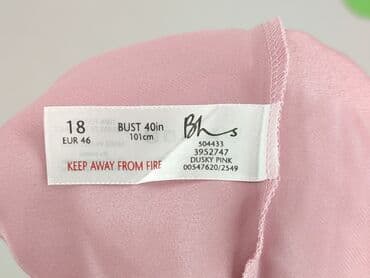 18
EUR 46
BUST 40in
101cm
KEEP AWAY FROM FIRE
Bhs
504433
3952747
DUSKY PINK
00547620/2549